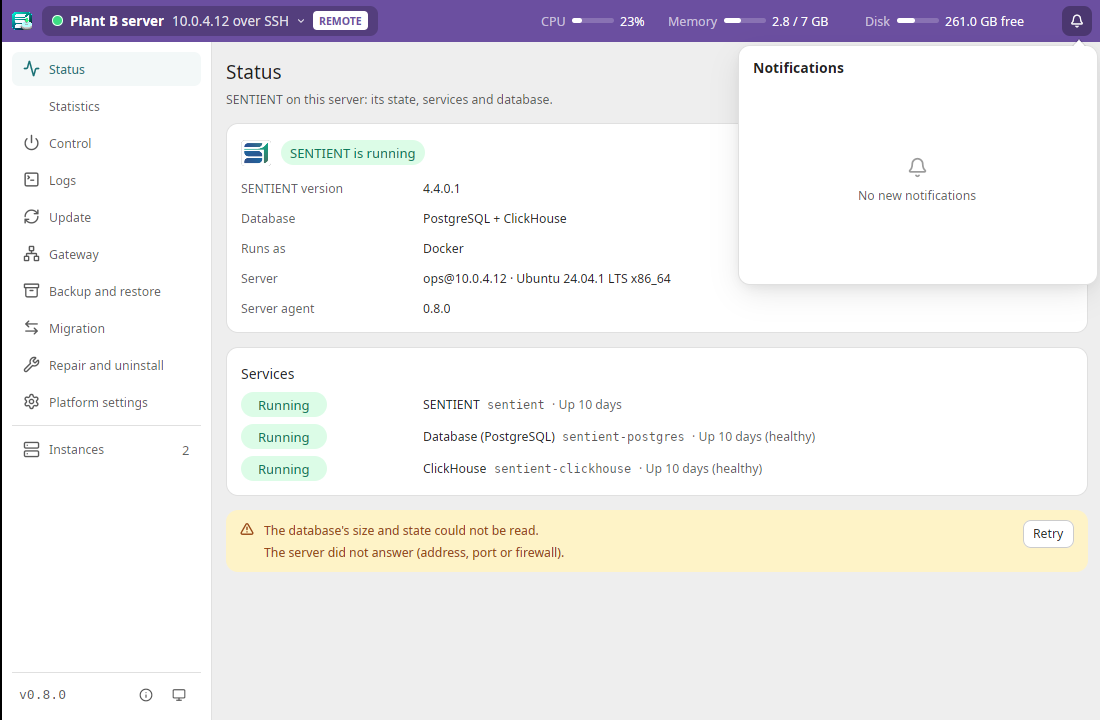 Plant B server 10.0.4.12 over SSH REMOTE CPU 23% Memory 2.8 / 7 GB Disk 261.0 GB free
Status
Statistics
Control
Logs
Update
Gateway
Backup and restore
Migration
Repair and uninstall
Platform settings
Instances 2
v0.8.0
Status
SENTIENT on this server: its state, services and database.
SENTIENT is running
SENTIENT version 4.4.0.1
Database PostgreSQL + ClickHouse
Runs as Docker
Server ops@10.0.4.12 · Ubuntu 24.04.1 LTS x86_64
Server agent 0.8.0
Notifications
No new notifications
Services
Running SENTIENT sentient · Up 10 days
Running Database (PostgreSQL) sentient-postgres · Up 10 days (healthy)
Running ClickHouse sentient-clickhouse · Up 10 days (healthy)
The database's size and state could not be read.
The server did not answer (address, port or firewall).
Retry